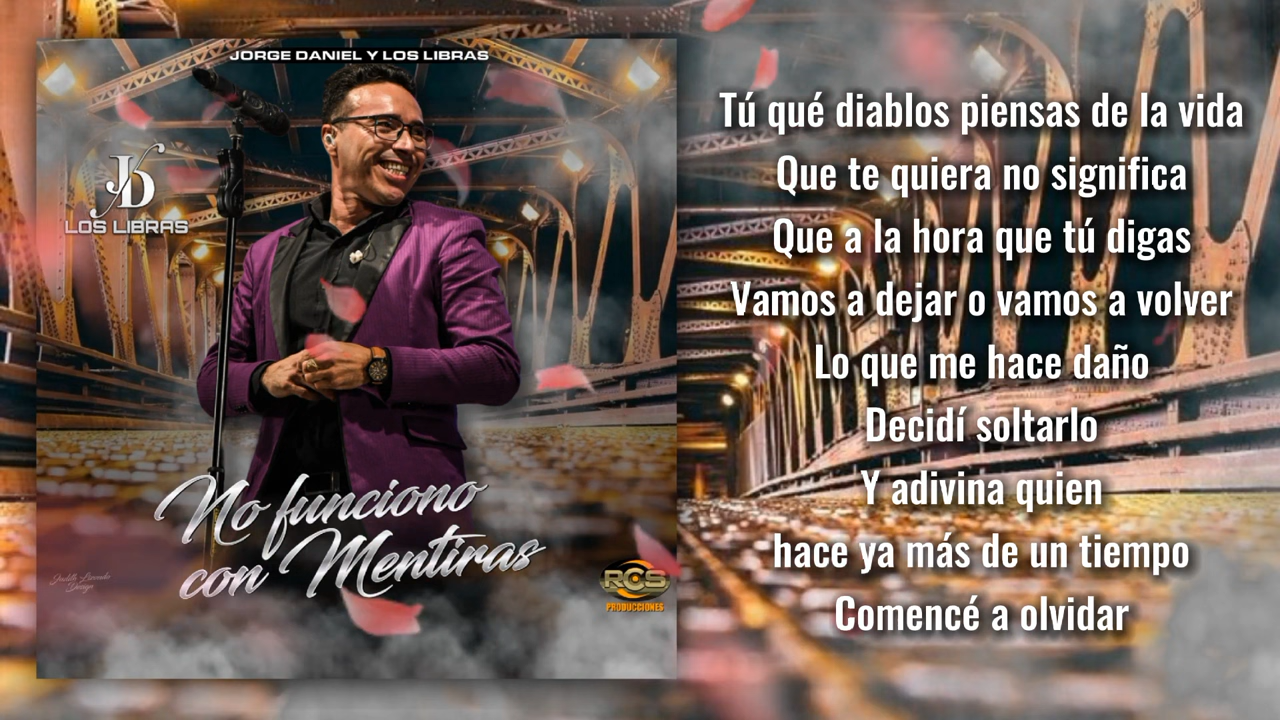 JORGE DANIEL Y LOS LIBRAS
JD
LOS LIBRAS
No funciono
con Mentiras
RCS
PRODUCCIONES
Tú qué diablos piensas de la vida
Que te quiera no significa
Que a la hora que tú digas
Vamos a dejar o vamos a volver
Lo que me hace daño
Decidí soltarlo
Y adivina quien
hace ya más de un tiempo
Comencé a olvidar